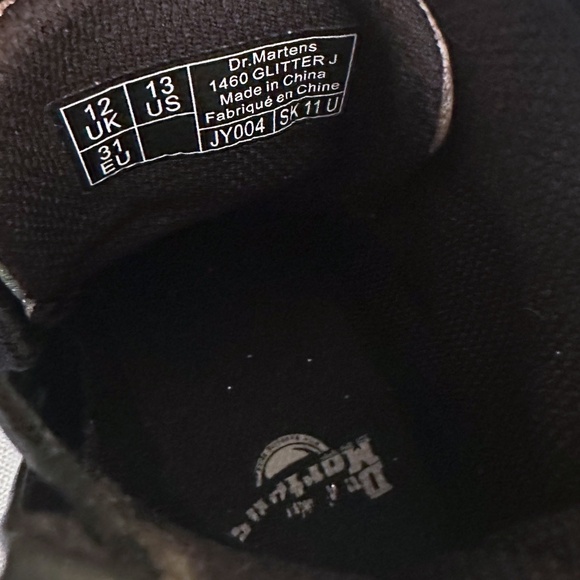 12 UK
13 US
31 EU
Dr.Martens
1460 GLITTER J
Made in China
Fabriqué en Chine
JY004 SK 11 U
Dr.
Martens